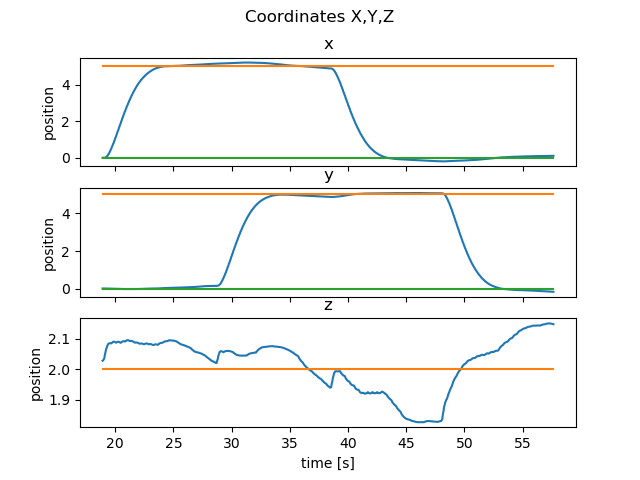 Coordinates X,Y,Z
x
4
2
0
position
y
4
2
0
position
z
2.1
2.0
1.9
position
20 25 30 35 40 45 50 55
time [s]